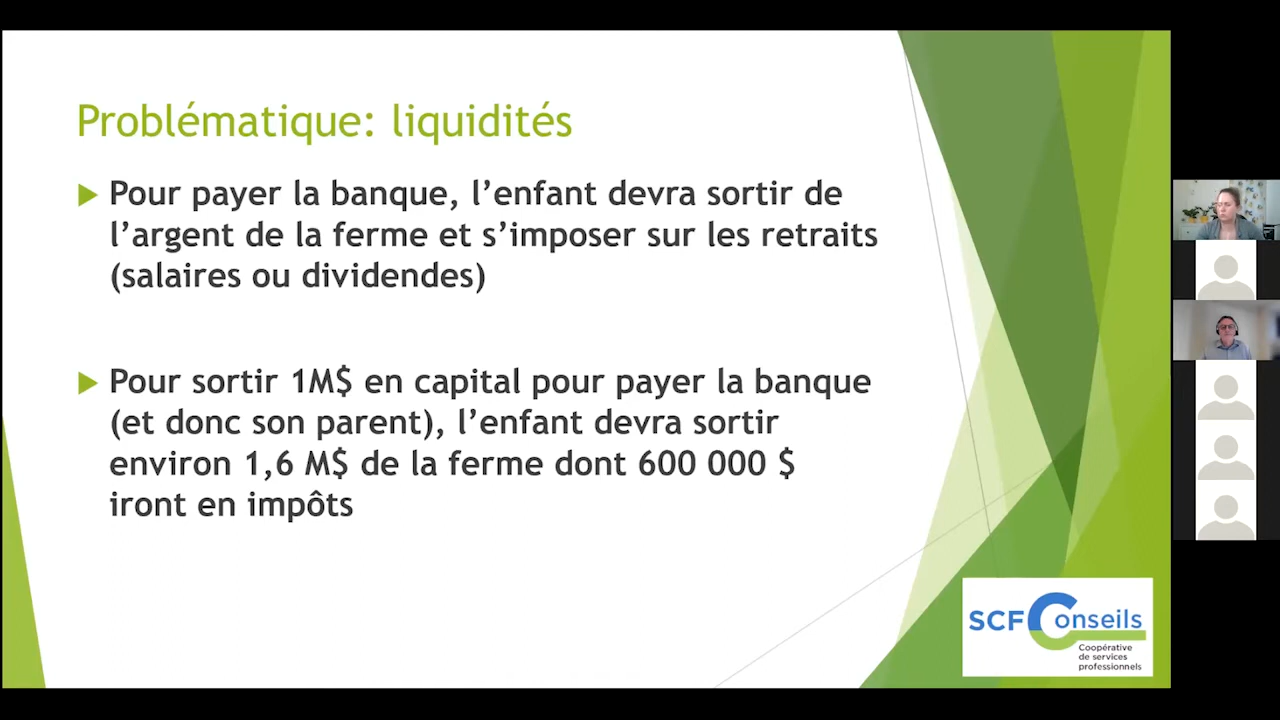 Problématique: liquidités
Pour payer la banque, l’enfant devra sortir de
l’argent de la ferme et s’imposer sur les retraits
(salaires ou dividendes)
Pour sortir 1M$ en capital pour payer la banque
(et donc son parent), l’enfant devra sortir
environ 1,6 M$ de la ferme dont 600 000 $
iront en impôts
SCF Conseils
Coopérative
de services
professionnels